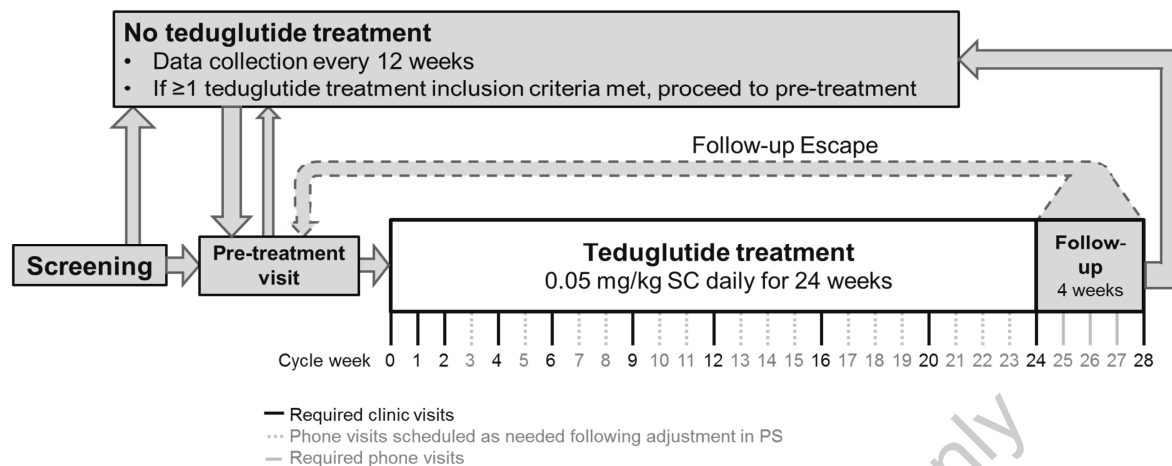 No teduglutide treatment
• Data collection every 12 weeks
• If ≥1 teduglutide treatment inclusion criteria met, proceed to pre-treatment
Follow-up Escape
Screening
Pre-treatment
visit
Teduglutide treatment
0.05 mg/kg SC daily for 24 weeks
Follow-
up
4 weeks
Cycle week 0 1 2 3 4 5 6 7 8 9 10 11 12 13 14 15 16 17 18 19 20 21 22 23 24 25 26 27 28
Required clinic visits
Phone visits scheduled as needed following adjustment in PS
Required phone visits